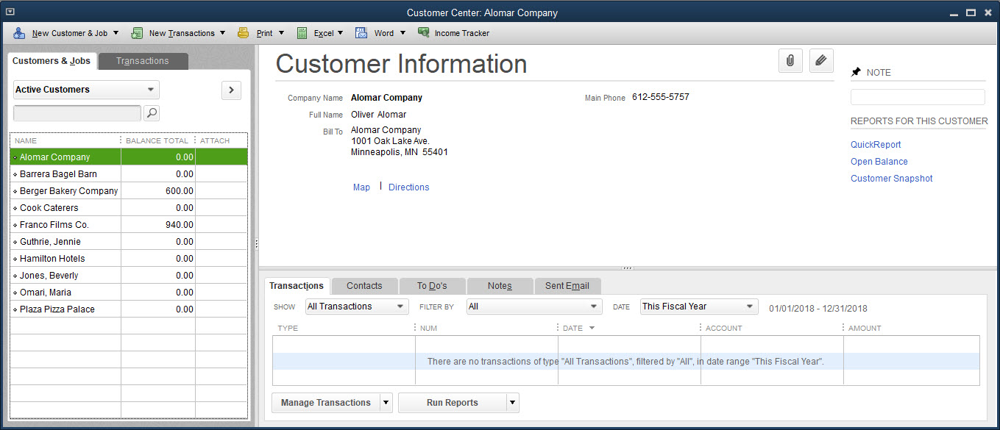 Customer Center: Alomar Company
New Customer & Job New Transactions Print Excel Word Income Tracker
Customers & Jobs Transactions
Active Customers
NAME BALANCE TOTAL ATTACH
Alomar Company 0.00
Barrera Bagel Barn 0.00
Berger Bakery Company 600.00
Cook Caterers 0.00
Franco Films Co. 940.00
Guthrie, Jennie 0.00
Hamilton Hotels 0.00
Jones, Beverly 0.00
Omari, Maria 0.00
Plaza Pizza Palace 0.00
Customer Information
Company Name Alomar Company
Full Name Oliver Alomar
Bill To Alomar Company
1001 Oak Lake Ave.
Minneapolis, MN 55401
Main Phone 612-555-5757
Map | Directions
NOTE
REPORTS FOR THIS CUSTOMER
QuickReport
Open Balance
Customer Snapshot
Transactions Contacts To Do's Notes Sent Email
SHOW All Transactions FILTER BY All DATE This Fiscal Year 01/01/2018 - 12/31/2018
TYPE NUM DATE ACCOUNT AMOUNT
There are no transactions of type "All Transactions", filtered by "All", in date range "This Fiscal Year".
Manage Transactions Run Reports